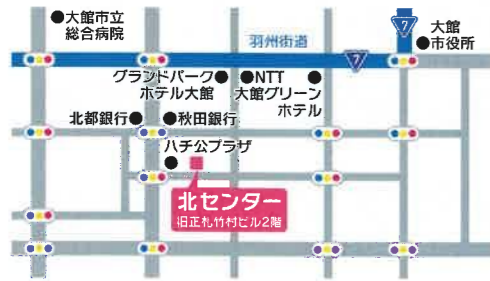 ●大館市立
総合病院
7
大館
●市役所
羽州街道
7
グランドパーク●
ホテル大館
●NTT
大館グリーン●
ホテル
北都銀行●
●秋田銀行
ハチ公プラザ
●
北センター
旧正札竹村ビル2階